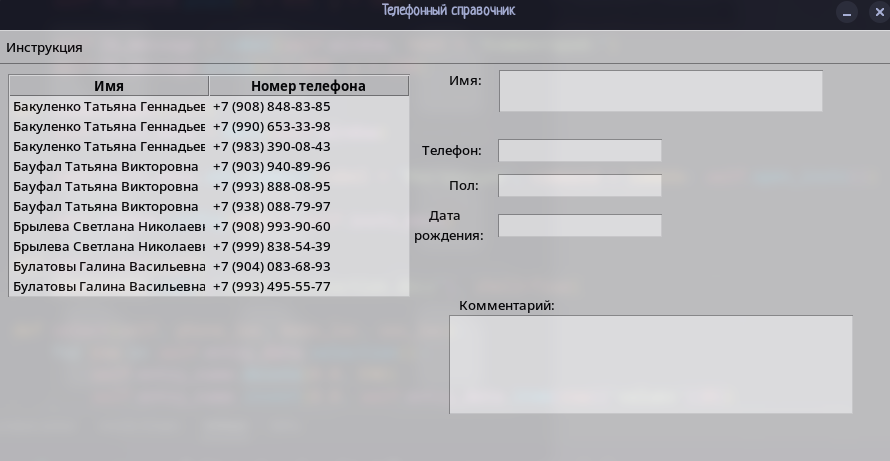 Телефонный справочник
Инструкция
Имя Номер телефона
Бакуленко Татьяна Геннадьев +7 (908) 848-83-85
Бакуленко Татьяна Геннадьев +7 (990) 653-33-98
Бакуленко Татьяна Геннадьев +7 (983) 390-08-43
Бауфал Татьяна Викторовна +7 (903) 940-89-96
Бауфал Татьяна Викторовна +7 (993) 888-08-95
Бауфал Татьяна Викторовна +7 (938) 088-79-97
Брылева Светлана Николаевн +7 (908) 993-90-60
Брылева Светлана Николаевн +7 (999) 838-54-39
Булатовы Галина Васильевна +7 (904) 083-68-93
Булатовы Галина Васильевна +7 (993) 495-55-77
Имя:
Телефон:
Пол:
Дата
рождения:
Комментарий: